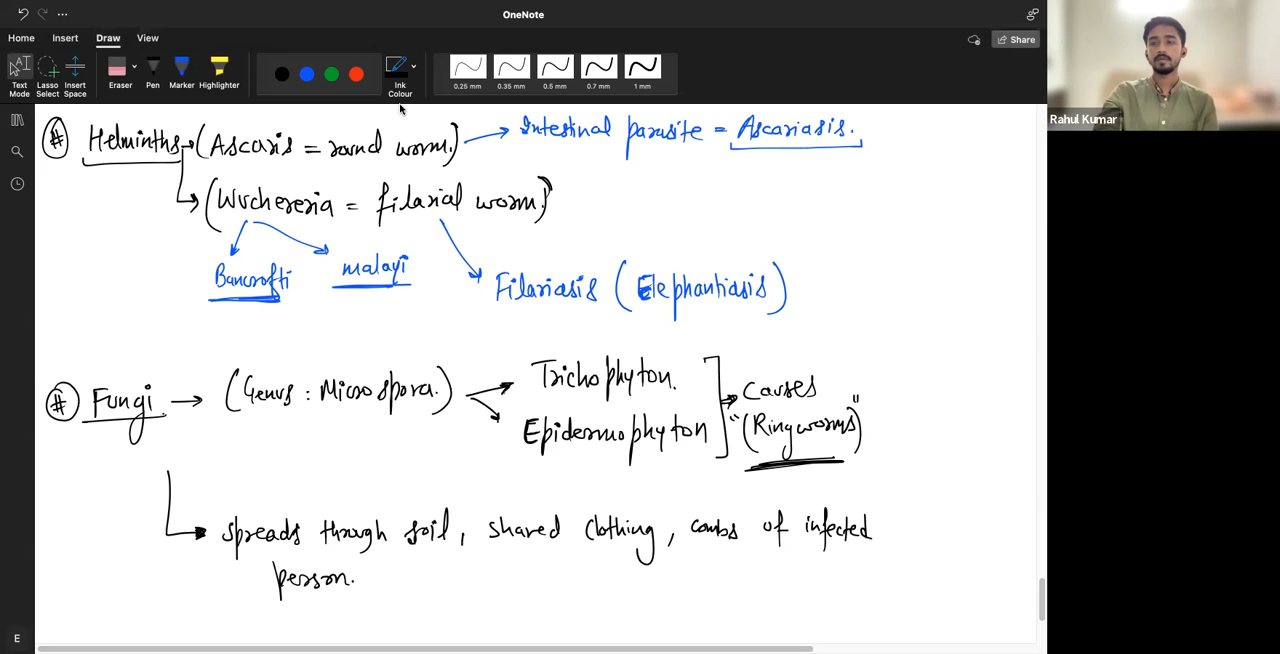 OneNote
Home Insert Draw View
Share
Text Mode Lasso Select Insert Space Eraser Pen Marker Highlighter Ink Colour 0.25 mm 0.35 mm 0.5 mm 0.7 mm 1 mm
Rahul Kumar
# Helminths → (Ascaris = round worm.) → Intestinal parasite = Ascariasis.
→ (Wuchereria = filarial worm.)
Bancrofti malayi Filariasis (Elephantiasis)
# Fungi → (Genus : Microspora.) → Trichophyton. → causes
Epidermophyton "(Ringworms)"
→ spreads through soil, shared clothing, combs of infected
person.
E